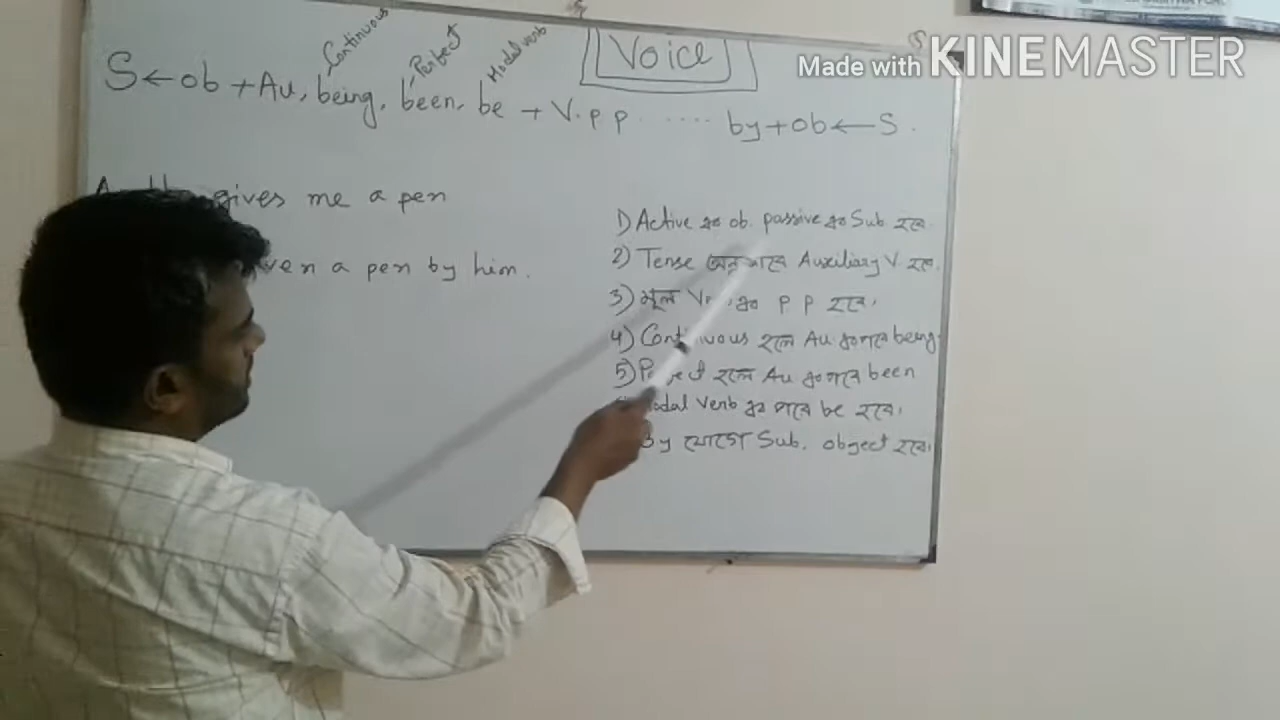 Made with KINEMASTER
Continuous Perfect Modal verb
Voice
S ← ob + Au, being, been, be + V. p p ...... by + ob ← S.
gives me a pen
a pen by him.
1) Active এর ob. passive এর Sub হবে.
2) Tense অনুসারে Auxiliary V হবে.
3) মূল এর P P হবে.
4) Continuous হলে Au এর পরে being.
5) Perfect হলে Au এর পরে been
Modal Verb এর পরে be হবে।
By যোগে Sub. object হবে।